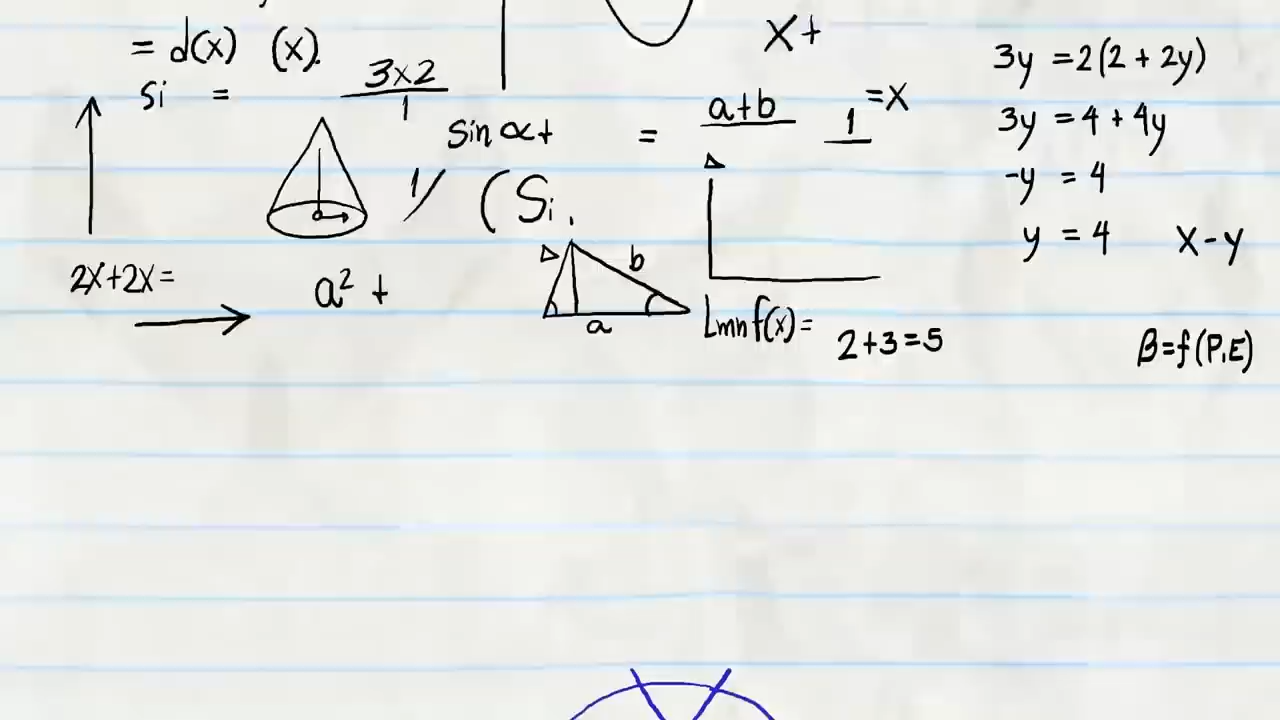 = d(x) (x).
x+
3y = 2(2 + 2y)
Si =
3x2
1
a+b
1 =x
3y = 4 + 4y
Sin α+ =
-y = 4
1/ (Si.
y = 4 x-y
2x+2x=
a² +
b
a
Lmn f(x) =
2+3=5
β=f(P,E)